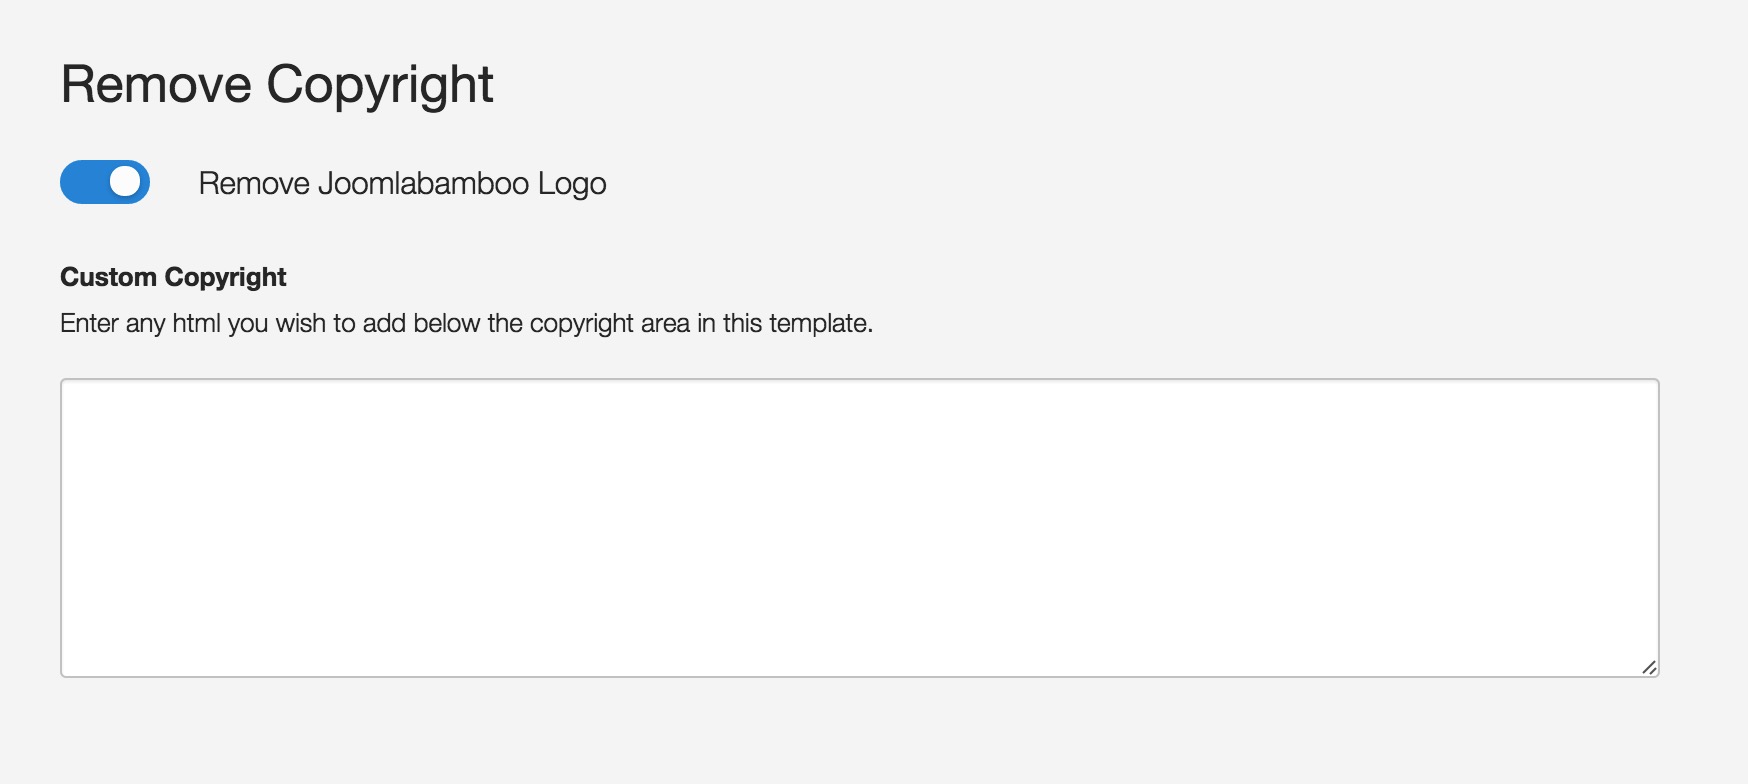 Remove Copyright
Remove Joomlabamboo Logo
Custom Copyright
Enter any html you wish to add below the copyright area in this template.